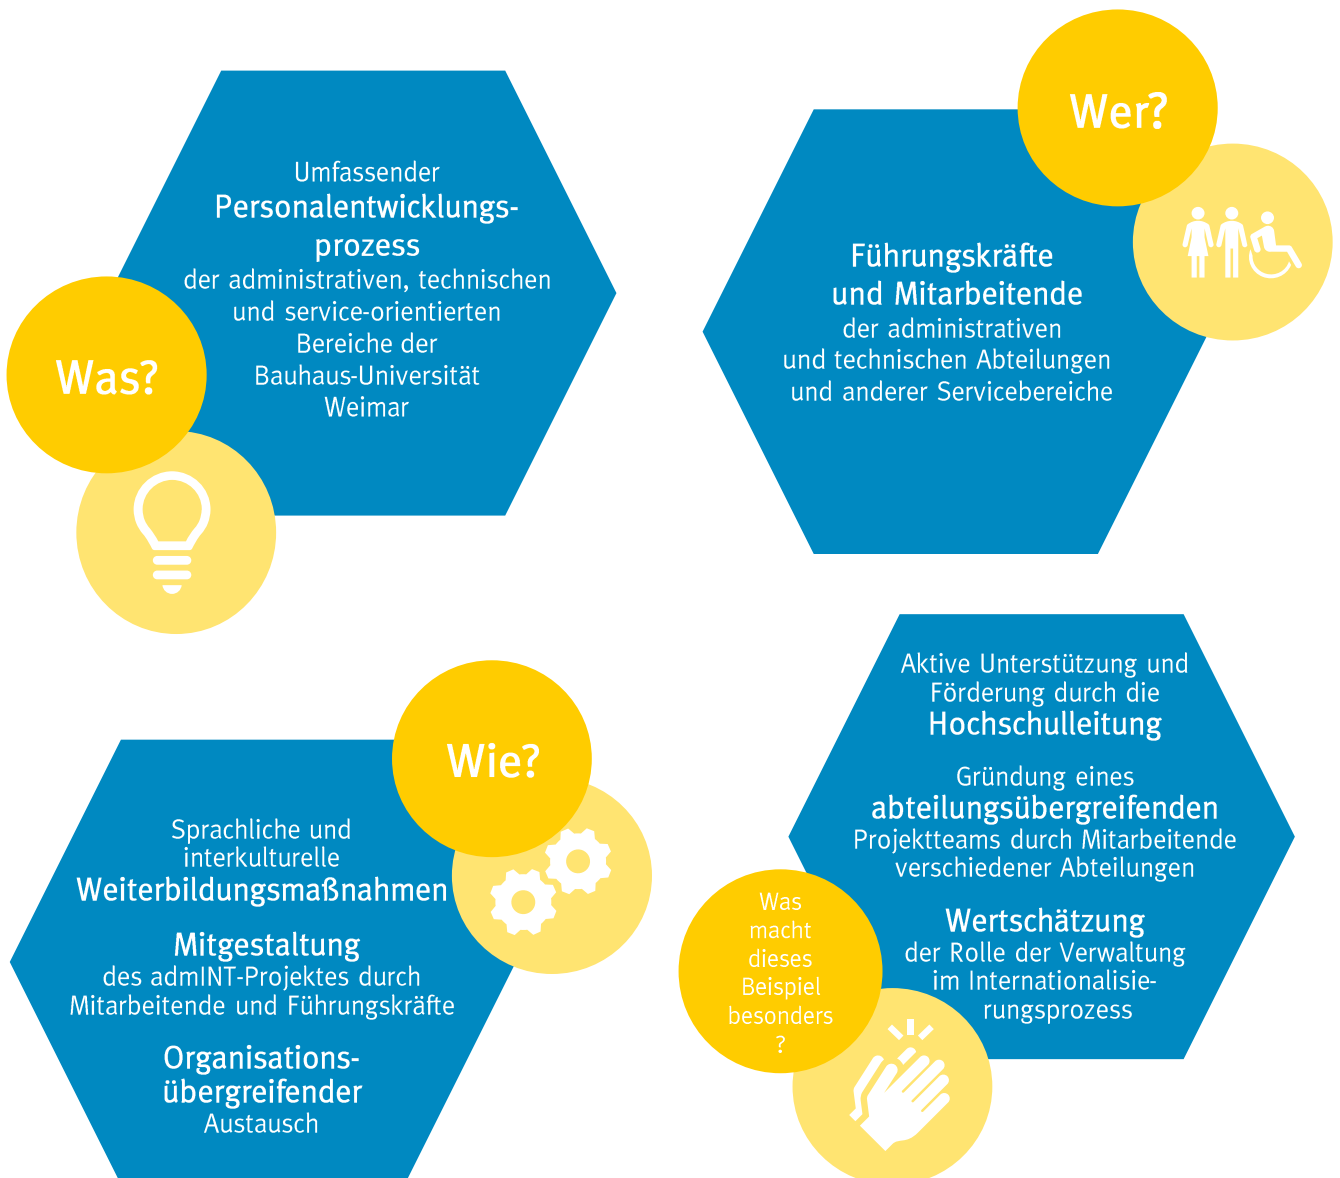 Was?
Umfassender
Personalentwicklungs-
prozess
der administrativen, technischen
und service-orientierten
Bereiche der
Bauhaus-Universität
Weimar
Wer?
Führungskräfte
und Mitarbeitende
der administrativen
und technischen Abteilungen
und anderer Servicebereiche
Wie?
Sprachliche und
interkulturelle
Weiterbildungsmaßnahmen
Mitgestaltung
des admINT-Projektes durch
Mitarbeitende und Führungskräfte
Organisations-
übergreifender
Austausch
Was
macht
dieses
Beispiel
besonders
?
Aktive Unterstützung und
Förderung durch die
Hochschulleitung
Gründung eines
abteilungsübergreifenden
Projektteams durch Mitarbeitende
verschiedener Abteilungen
Wertschätzung
der Rolle der Verwaltung
im Internationalisie-
rungsprozess